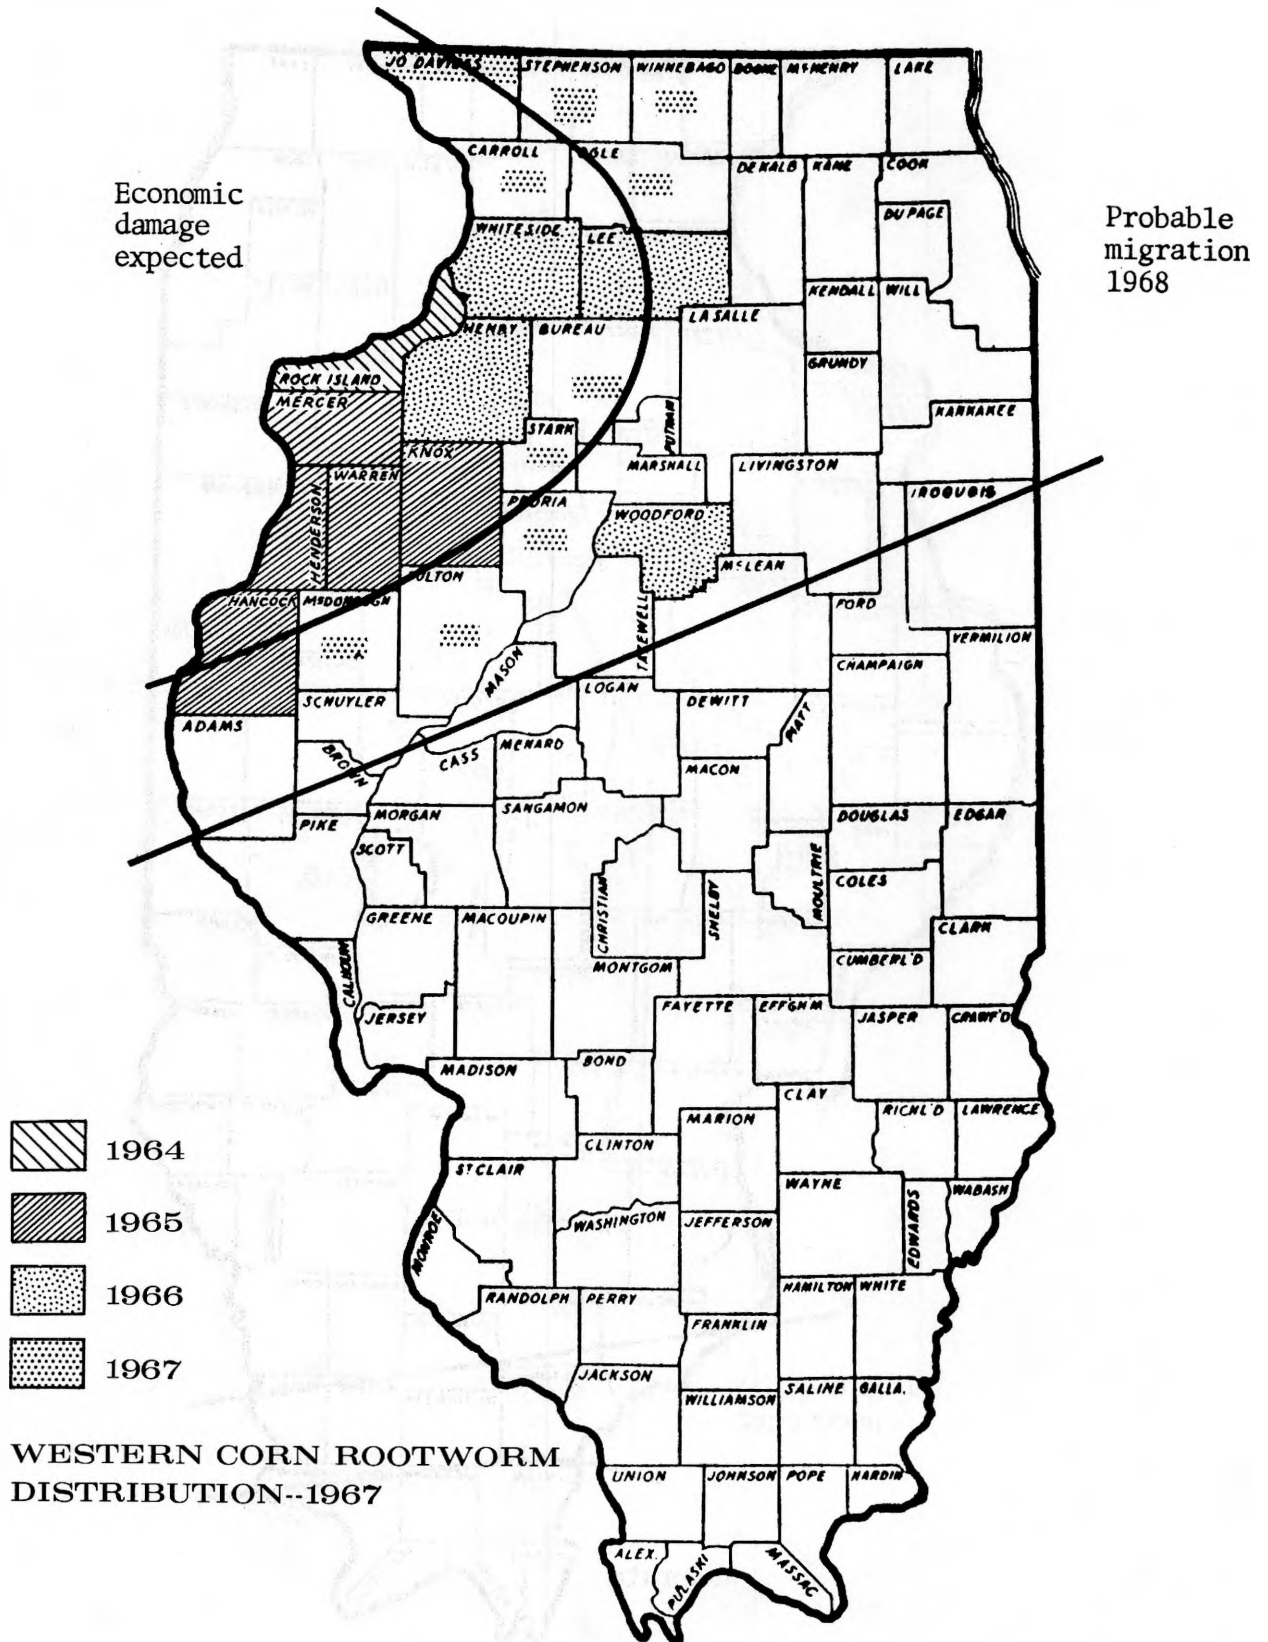 JO DAVIESS
STEPHENSON
WINNEBAGO
BOONE
McHENRY
LAKE
CARROLL
OGLE
DEKALB
KANE
COOK
Economic
damage
expected
DUPAGE
Probable
migration
1968
WHITESIDE
LEE
KENDALL
WILL
LASALLE
HENRY
BUREAU
GRUNDY
ROCK ISLAND
MERCER
KANKAKEE
PUTNAM
STARK
KNOX
MARSHALL
LIVINGSTON
WARREN
HENDERSON
PEORIA
WOODFORD
IROQUOIS
McLEAN
FULTON
HANCOCK
McDONOUGH
FORD
TAZEWELL
VERMILION
CHAMPAIGN
MASON
LOGAN
SCHUYLER
DEWITT
PIATT
ADAMS
BROWN
CASS
MENARD
MACON
PIKE
MORGAN
SANGAMON
DOUGLAS
EDGAR
SCOTT
CHRISTIAN
SHELBY
MOULTRIE
COLES
GREENE
MACOUPIN
CLARK
CALHOUN
MONTGOM
CUMBERL'D
JERSEY
FAYETTE
EFFGHM
JASPER
CRAWF'D
MADISON
BOND
CLAY
MARION
RICHL'D
LAWRENCE
CLINTON
ST CLAIR
WAYNE
EDWARDS
WABASH
WASHINGTON
JEFFERSON
MONROE
RANDOLPH
PERRY
HAMILTON
WHITE
FRANKLIN
JACKSON
WILLIAMSON
SALINE
GALLA.
UNION
JOHNSON
POPE
HARDIN
ALEX.
PULASKI
MASSAC
1964
1965
1966
1967
WESTERN CORN ROOTWORM
DISTRIBUTION--1967